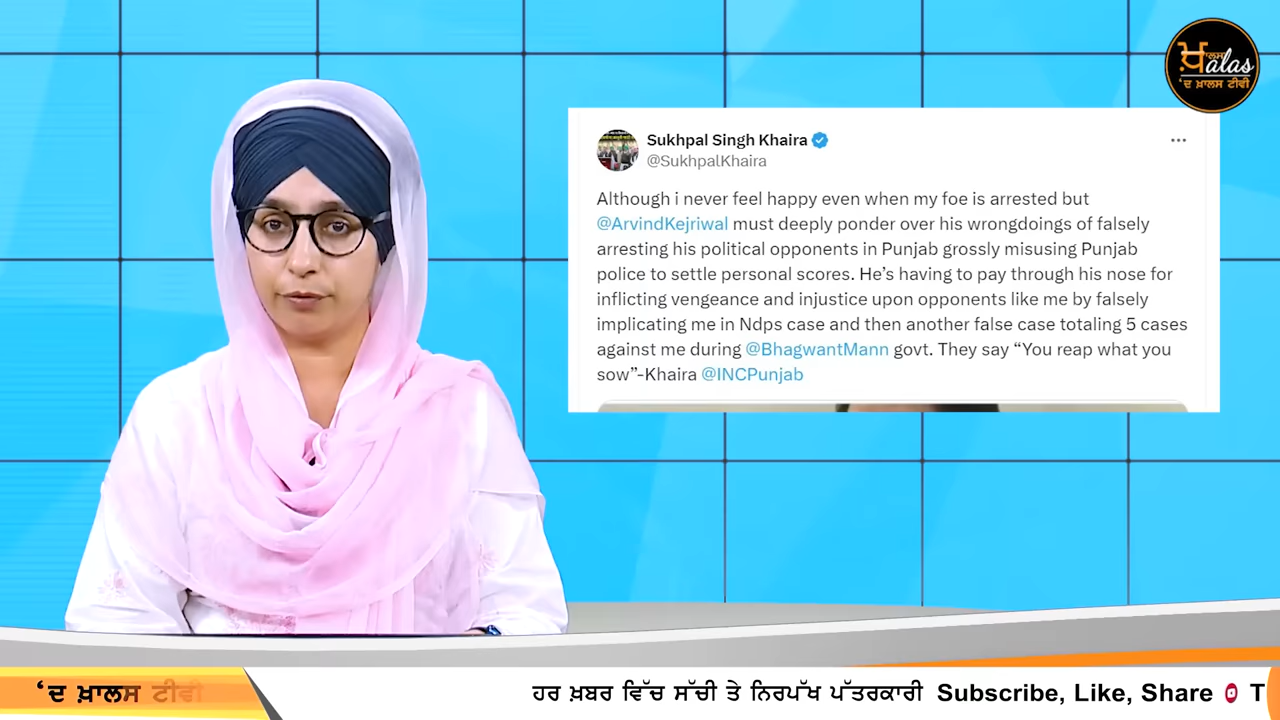 ਖ਼ਾਲਸ
alas
‘ਦ ਖ਼ਾਲਸ ਟੀਵੀ
Sukhpal Singh Khaira
@SukhpalKhaira
Although i never feel happy even when my foe is arrested but
@ArvindKejriwal must deeply ponder over his wrongdoings of falsely
arresting his political opponents in Punjab grossly misusing Punjab
police to settle personal scores. He’s having to pay through his nose for
inflicting vengeance and injustice upon opponents like me by falsely
implicating me in Ndps case and then another false case totaling 5 cases
against me during @BhagwantMann govt. They say “You reap what you
sow”-Khaira @INCPunjab
‘ਦ ਖ਼ਾਲਸ ਟੀਵੀ
ਹਰ ਖ਼ਬਰ ਵਿੱਚ ਸੱਚੀ ਤੇ ਨਿਰਪੱਖ ਪੱਤਰਕਾਰੀ Subscribe, Like, Share T